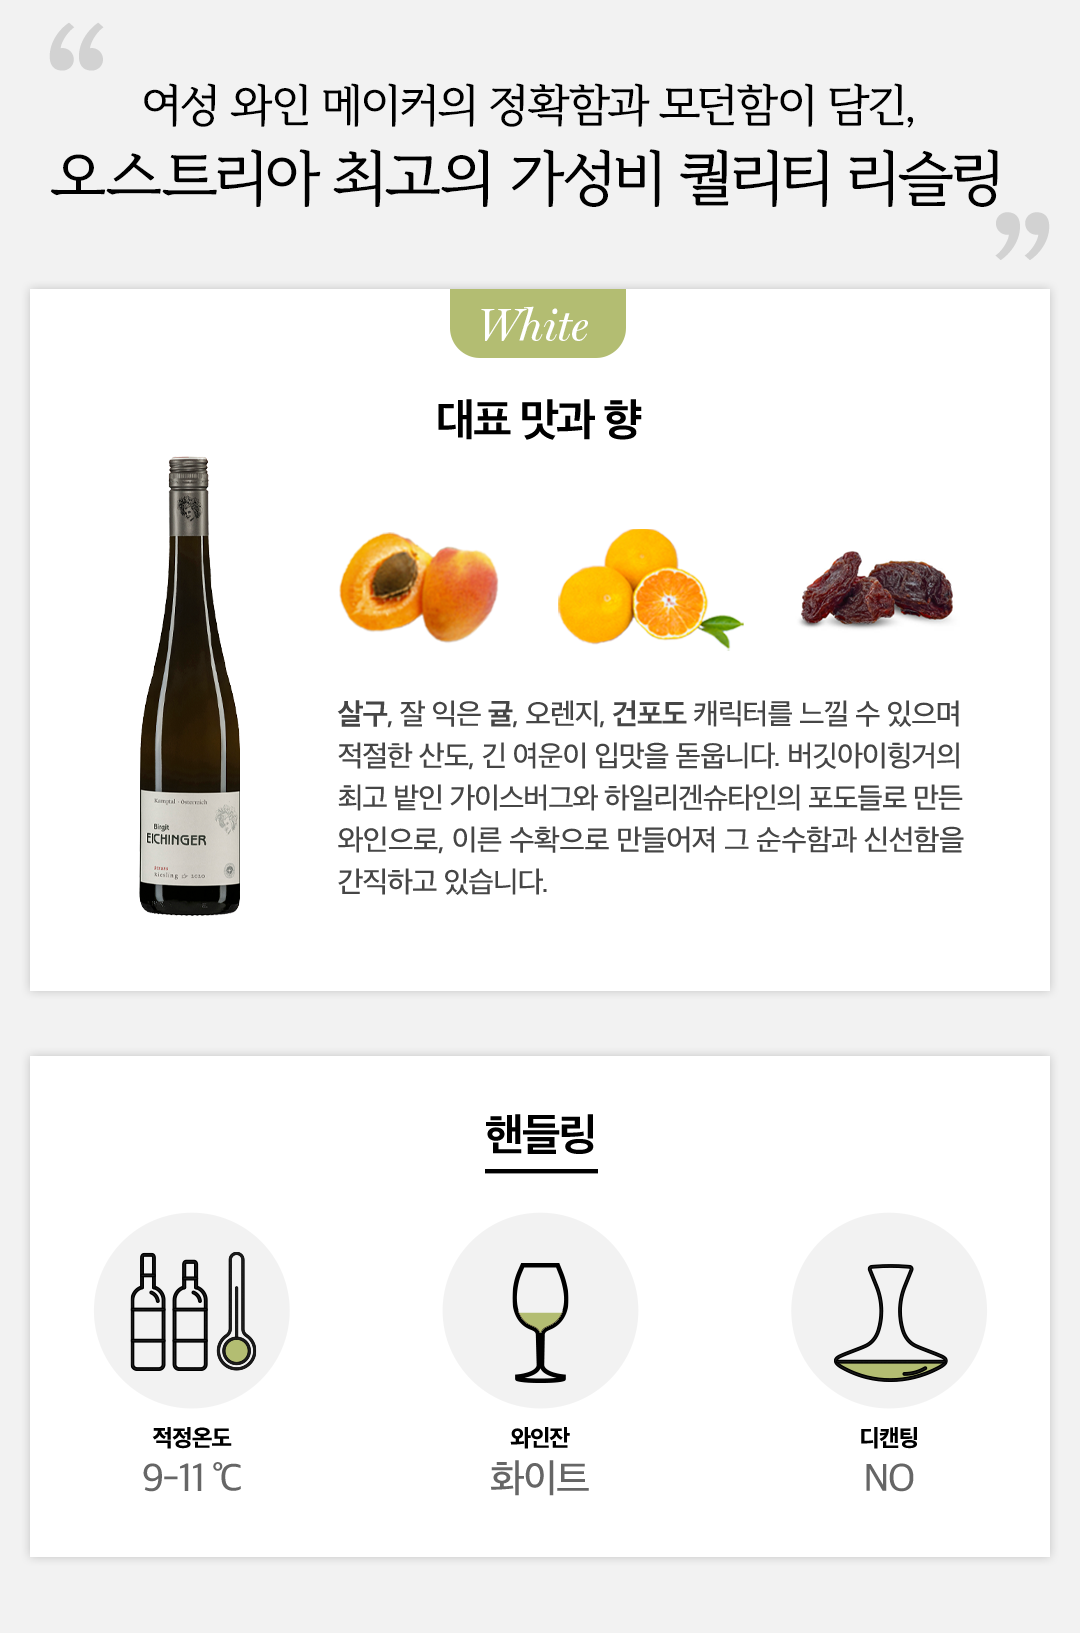 “
여성 와인 메이커의 정확함과 모던함이 담긴,
오스트리아 최고의 가성비 퀄리티 리슬링
”
White
대표 맛과 향
Kamptal · Österreich
Birgit
EICHINGER
Riesling 2020
살구, 잘 익은 귤, 오렌지, 건포도 캐릭터를 느낄 수 있으며
적절한 산도, 긴 여운이 입맛을 돋웁니다. 버깃아이힝거의
최고 밭인 가이스버그와 하일리겐슈타인의 포도들로 만든
와인으로, 이른 수확으로 만들어져 그 순수함과 신선함을
간직하고 있습니다.
핸들링
적정온도
9-11 ℃
와인잔
화이트
디캔팅
NO